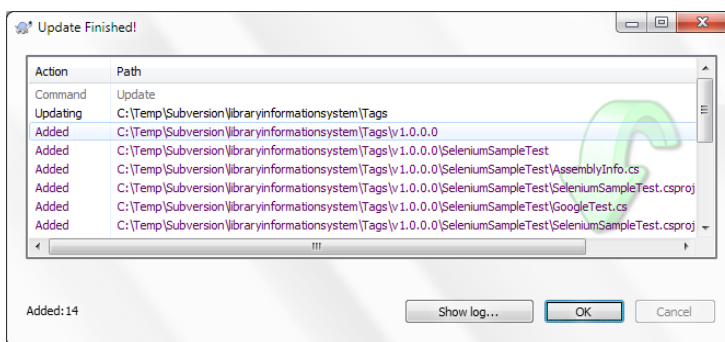 Update Finished!
Action Path
Command Update
Updating C:\Temp\Subversion\libraryinformationsystem\Tags
Added C:\Temp\Subversion\libraryinformationsystem\Tags\v1.0.0.0
Added C:\Temp\Subversion\libraryinformationsystem\Tags\v1.0.0.0\SeleniumSampleTest
Added C:\Temp\Subversion\libraryinformationsystem\Tags\v1.0.0.0\SeleniumSampleTest\AssemblyInfo.cs
Added C:\Temp\Subversion\libraryinformationsystem\Tags\v1.0.0.0\SeleniumSampleTest\SeleniumSampleTest.csproj
Added C:\Temp\Subversion\libraryinformationsystem\Tags\v1.0.0.0\SeleniumSampleTest\GoogleTest.cs
Added C:\Temp\Subversion\libraryinformationsystem\Tags\v1.0.0.0\SeleniumSampleTest\SeleniumSampleTest.csproj
Added: 14 Show log... OK Cancel